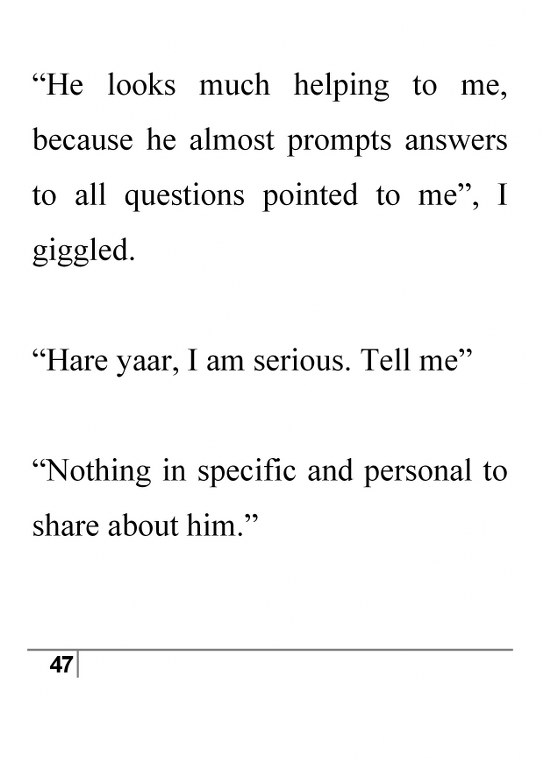 “He looks much helping to me,
because he almost prompts answers
to all questions pointed to me”, I
giggled.
“Hare yaar, I am serious. Tell me”
“Nothing in specific and personal to
share about him.”
47